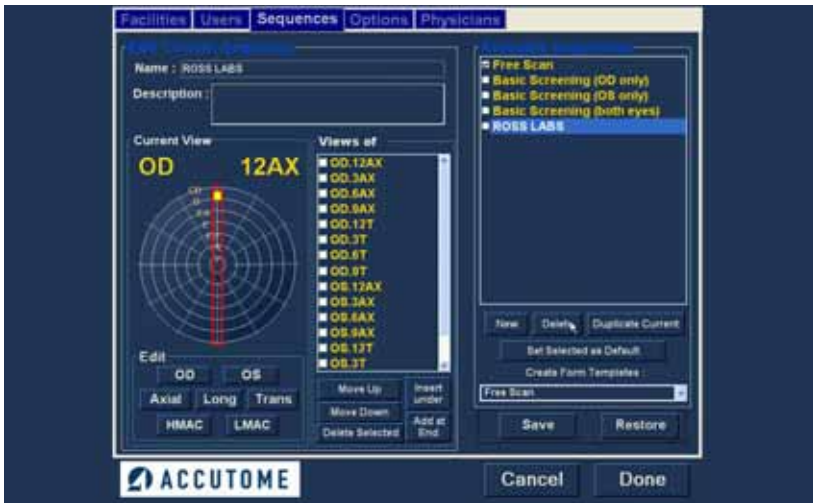 Facilities Users Sequences Options Physicians
Name : ROSS LABS
Description :
Current View
OD 12AX
Edit
OD OS
Axial Long Trans
HMAC LMAC
Views of
OD.12AX
OD.3AX
OD.6AX
OD.9AX
OD.12T
OD.3T
OD.6T
OD.9T
OS.12AX
OS.3AX
OS.6AX
OS.9AX
OS.12T
OS.3T
Move Up
Move Down
Delete Selected
Insert under
Add at End
Free Scan
Basic Screening (OD only)
Basic Screening (OS only)
Basic Screening (both eyes)
ROSS LABS
New Delete Duplicate Current
Set Selected as Default
Create Form Templates :
Free Scan
Save Restore
ACCUTOME
Cancel Done